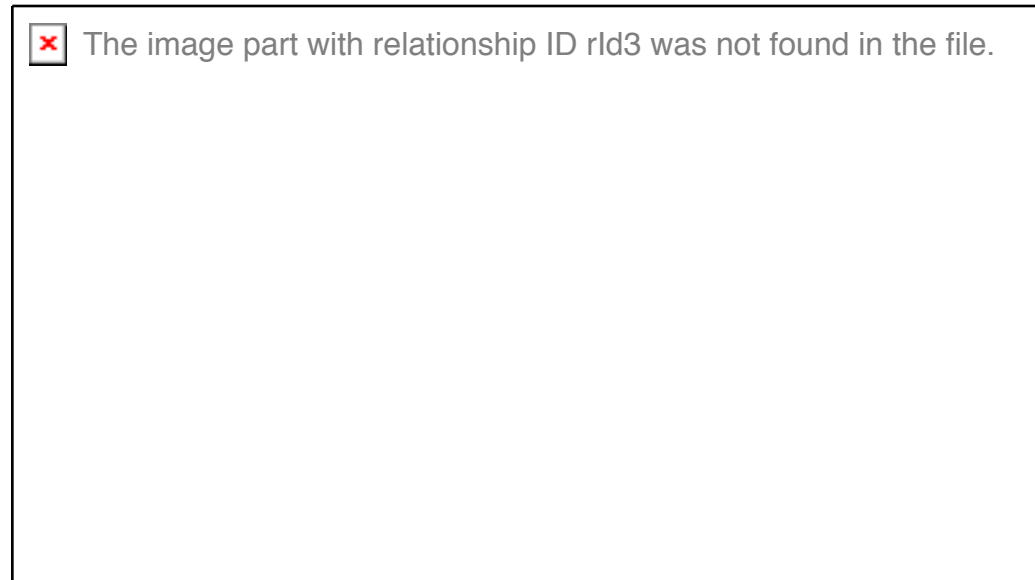 The image part with relationship ID rId3 was not found in the file.